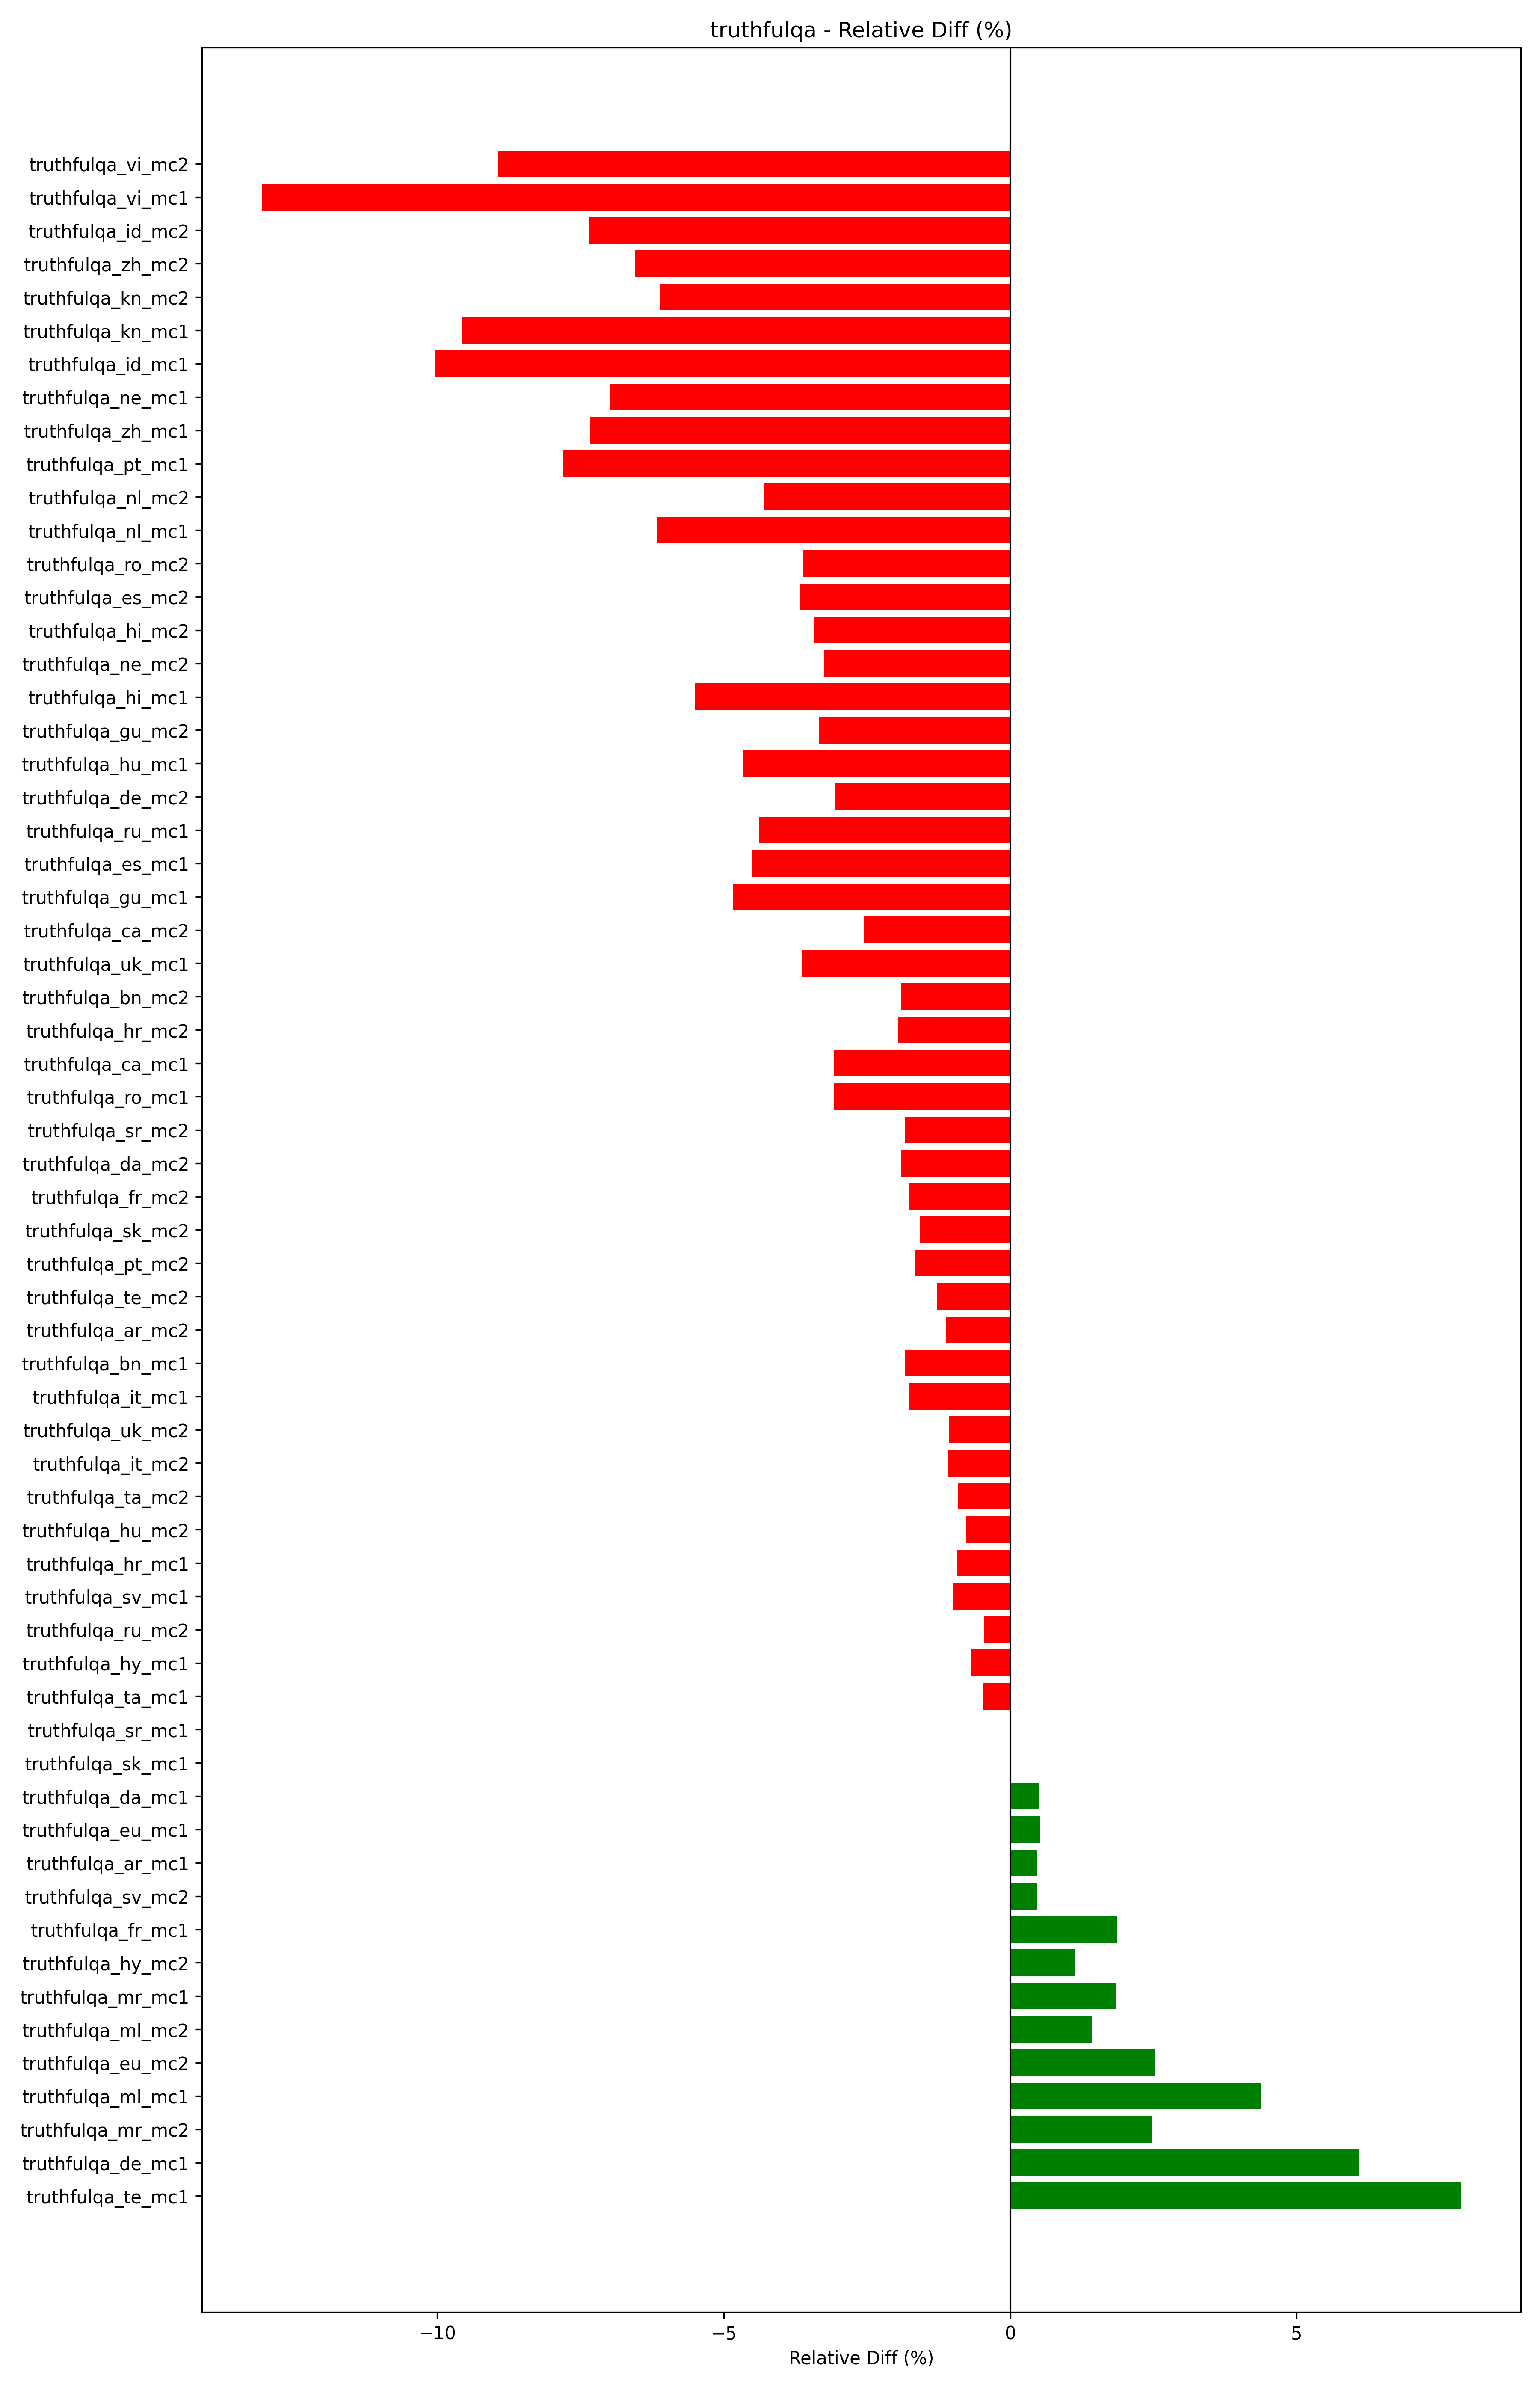 truthfulqa - Relative Diff (%)
truthfulqa_vi_mc2
truthfulqa_vi_mc1
truthfulqa_id_mc2
truthfulqa_zh_mc2
truthfulqa_kn_mc2
truthfulqa_kn_mc1
truthfulqa_id_mc1
truthfulqa_ne_mc1
truthfulqa_zh_mc1
truthfulqa_pt_mc1
truthfulqa_nl_mc2
truthfulqa_nl_mc1
truthfulqa_ro_mc2
truthfulqa_es_mc2
truthfulqa_hi_mc2
truthfulqa_ne_mc2
truthfulqa_hi_mc1
truthfulqa_gu_mc2
truthfulqa_hu_mc1
truthfulqa_de_mc2
truthfulqa_ru_mc1
truthfulqa_es_mc1
truthfulqa_gu_mc1
truthfulqa_ca_mc2
truthfulqa_uk_mc1
truthfulqa_bn_mc2
truthfulqa_hr_mc2
truthfulqa_ca_mc1
truthfulqa_ro_mc1
truthfulqa_sr_mc2
truthfulqa_da_mc2
truthfulqa_fr_mc2
truthfulqa_sk_mc2
truthfulqa_pt_mc2
truthfulqa_te_mc2
truthfulqa_ar_mc2
truthfulqa_bn_mc1
truthfulqa_it_mc1
truthfulqa_uk_mc2
truthfulqa_it_mc2
truthfulqa_ta_mc2
truthfulqa_hu_mc2
truthfulqa_hr_mc1
truthfulqa_sv_mc1
truthfulqa_ru_mc2
truthfulqa_hy_mc1
truthfulqa_ta_mc1
truthfulqa_sr_mc1
truthfulqa_sk_mc1
truthfulqa_da_mc1
truthfulqa_eu_mc1
truthfulqa_ar_mc1
truthfulqa_sv_mc2
truthfulqa_fr_mc1
truthfulqa_hy_mc2
truthfulqa_mr_mc1
truthfulqa_ml_mc2
truthfulqa_eu_mc2
truthfulqa_ml_mc1
truthfulqa_mr_mc2
truthfulqa_de_mc1
truthfulqa_te_mc1
−10 −5 0 5
Relative Diff (%)